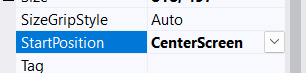 SizeGripStyle Auto
StartPosition CenterScreen
Tag